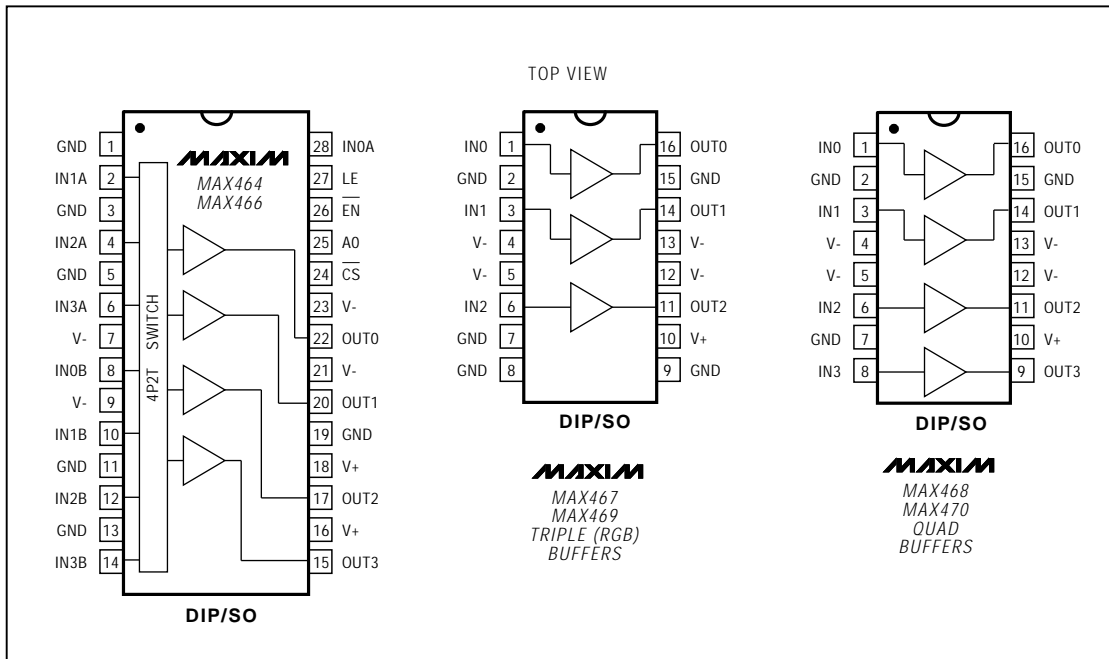 TOP VIEW
GND 1
IN1A 2
GND 3
IN2A 4
GND 5
IN3A 6
V- 7
IN0B 8
V- 9
IN1B 10
GND 11
IN2B 12
GND 13
IN3B 14
4P2T SWITCH
MAXIM
MAX464
MAX466
28 IN0A
27 LE
26 EN
25 A0
24 CS
23 V-
22 OUT0
21 V-
20 OUT1
19 GND
18 V+
17 OUT2
16 V+
15 OUT3
DIP/SO
IN0 1
GND 2
IN1 3
V- 4
V- 5
IN2 6
GND 7
GND 8
16 OUT0
15 GND
14 OUT1
13 V-
12 V-
11 OUT2
10 V+
9 GND
DIP/SO
MAXIM
MAX467
MAX469
TRIPLE (RGB)
BUFFERS
IN0 1
GND 2
IN1 3
V- 4
V- 5
IN2 6
GND 7
IN3 8
16 OUT0
15 GND
14 OUT1
13 V-
12 V-
11 OUT2
10 V+
9 OUT3
DIP/SO
MAXIM
MAX468
MAX470
QUAD
BUFFERS